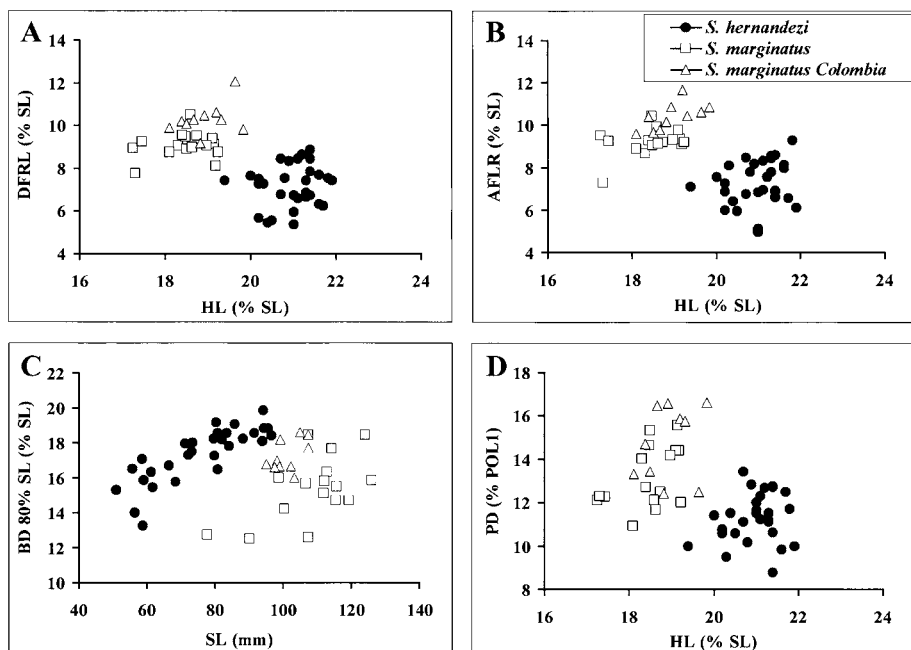 A
14
12
10
8
6
4
DFRL (% SL)
16 18 20 22 24
HL (% SL)
B
S. hernandezi
S. marginatus
S. marginatus Colombia
14
12
10
8
6
4
AFLR (% SL)
16 18 20 22 24
HL (% SL)
C
22
20
18
16
14
12
10
BD 80% SL (% SL)
40 60 80 100 120 140
SL (mm)
D
18
16
14
12
10
8
PD (% POL1)
16 18 20 22 24
HL (% SL)